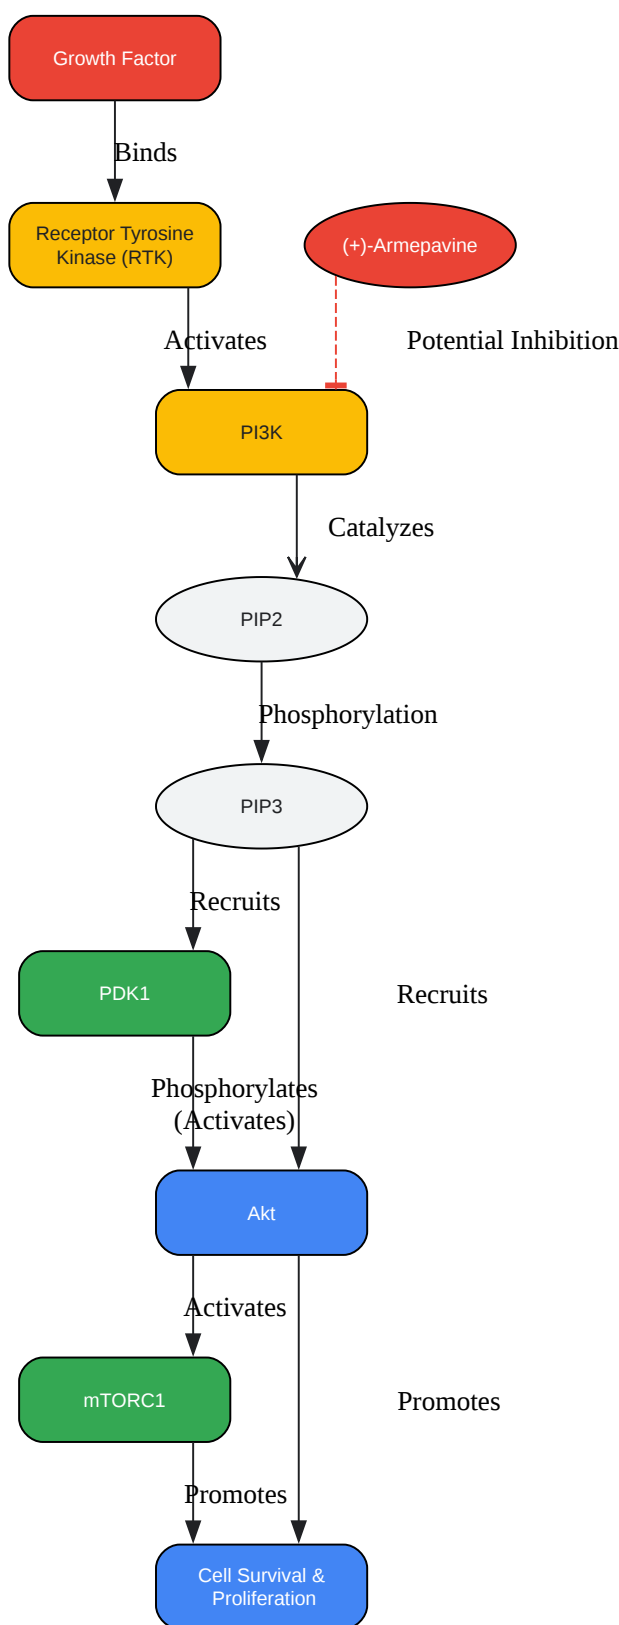 Growth Factor
Binds
Receptor Tyrosine
Kinase (RTK)
(+)-Armepavine
Activates
Potential Inhibition
PI3K
Catalyzes
PIP2
Phosphorylation
PIP3
Recruits
PDK1
Recruits
Phosphorylates
(Activates)
Akt
Activates
mTORC1
Promotes
Promotes
Cell Survival &
Proliferation